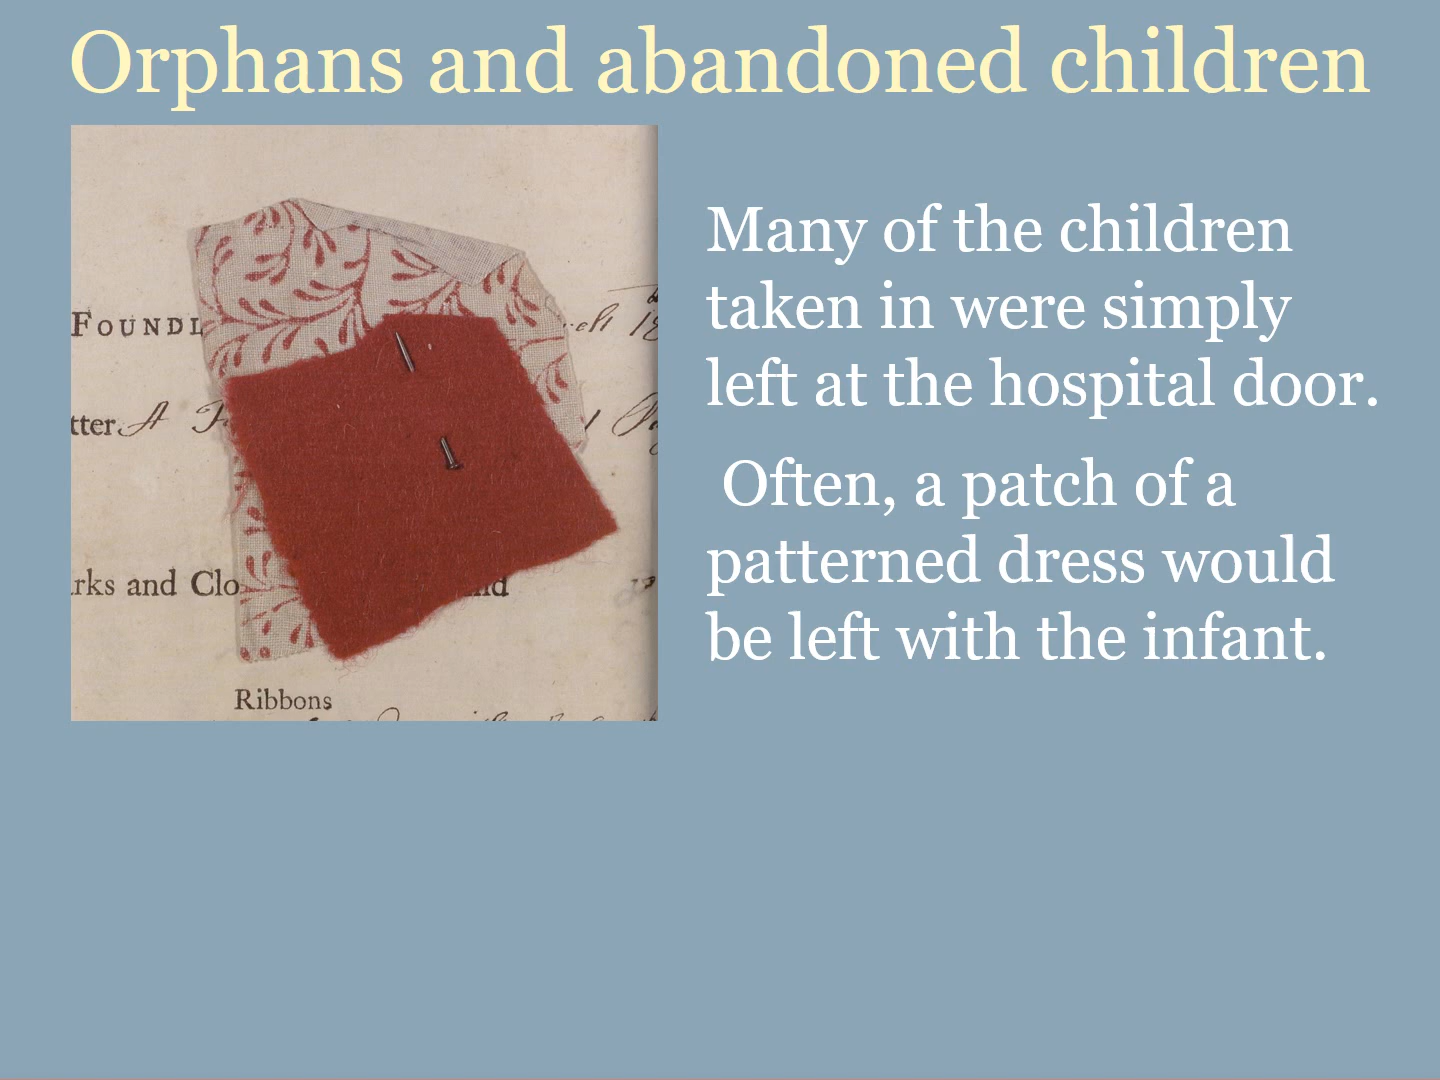 Orphans and abandoned children
Many of the children
taken in were simply
left at the hospital door.
Often, a patch of a
patterned dress would
be left with the infant.
FOUNDL
tter. A
rks and Clo nd
Ribbons